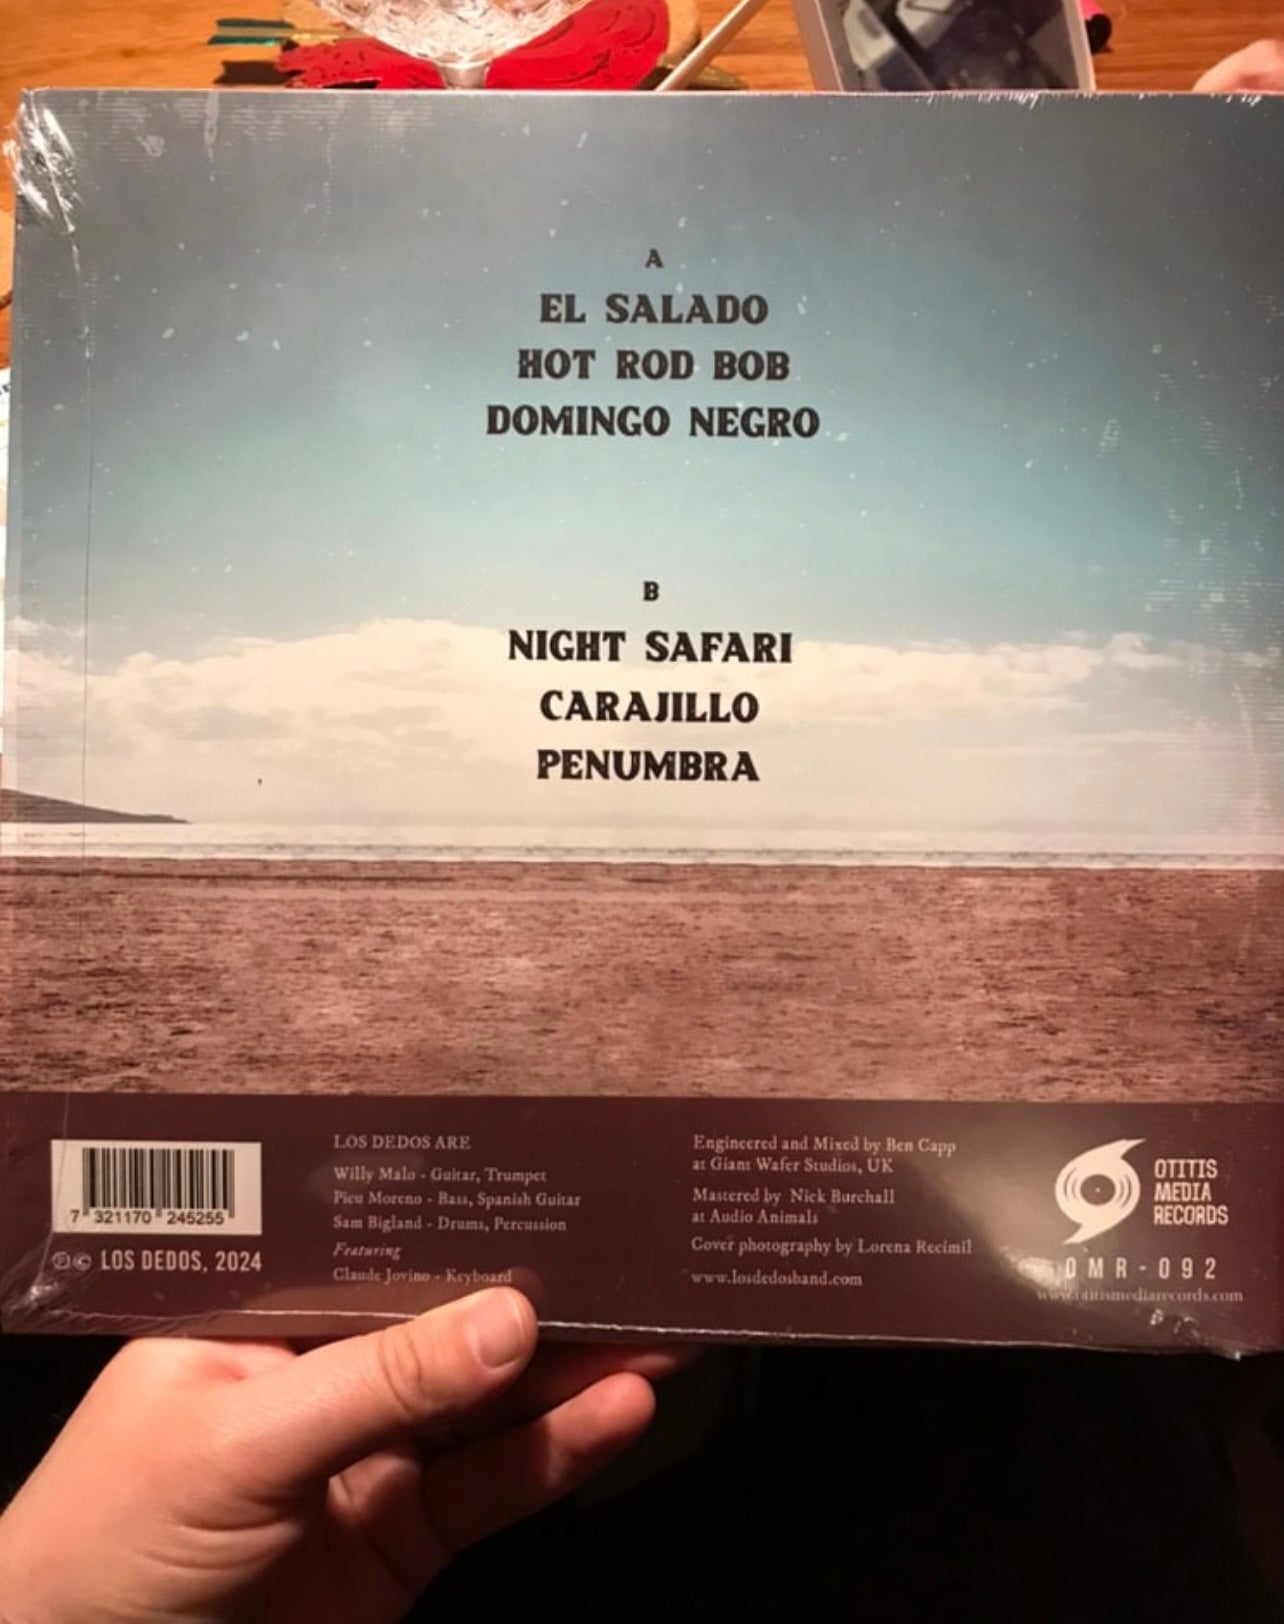 A
EL SALADO
HOT ROD BOB
DOMINGO NEGRO
B
NIGHT SAFARI
CARAJILLO
PENUMBRA
7 321170 245255
℗ © LOS DEDOS, 2024
LOS DEDOS ARE
Willy Malo - Guitar, Trumpet
Picu Moreno - Bass, Spanish Guitar
Sam Bigland - Drums, Percussion
Featuring
Claude Jovino - Keyboard
Engineered and Mixed by Ben Capp
at Giant Wafer Studios, UK
Mastered by Nick Burchall
at Audio Animals
Cover photography by Lorena Recimil
www.losdedosband.com
OTITIS
MEDIA
RECORDS
OMR-092
www.otitismediarecords.com